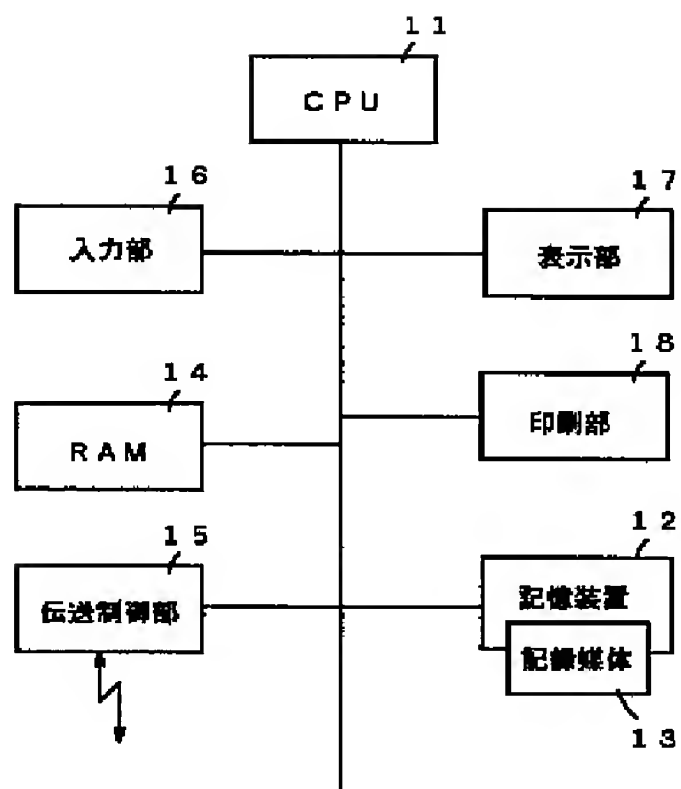 １１
ＣＰＵ
１６
入力部
１７
表示部
１４
ＲＡＭ
１８
印刷部
１５
伝送制御部
１２
記憶装置
記録媒体
１３